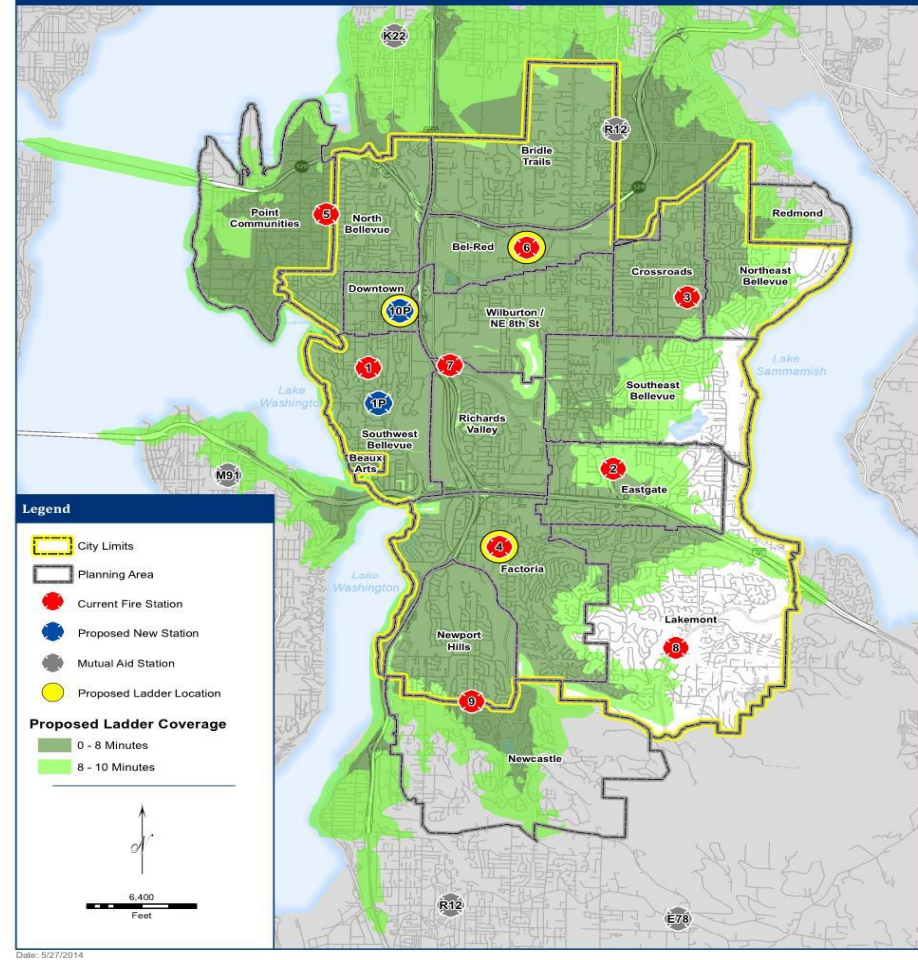 K22
R12
Bridle
Trails
520
520
Point
Communities
5
North
Bellevue
Redmond
Bel-Red
6
Crossroads
Northeast
Bellevue
Downtown
3
10P
Wilburton /
NE 8th St
1
7
Lake
Sammamish
Lake
Washington
Southeast
Bellevue
1P
Richards
Valley
Southwest
Bellevue
Beaux
Arts
2
M91
Eastgate
Legend
City Limits
Planning Area
Current Fire Station
Proposed New Station
Mutual Aid Station
Proposed Ladder Location
Proposed Ladder Coverage
0 - 8 Minutes
8 - 10 Minutes
N
6,400
Feet
4
Factoria
Lake
Washington
Lakemont
Newport
Hills
8
9
Newcastle
R12
E78
Date: 5/27/2014